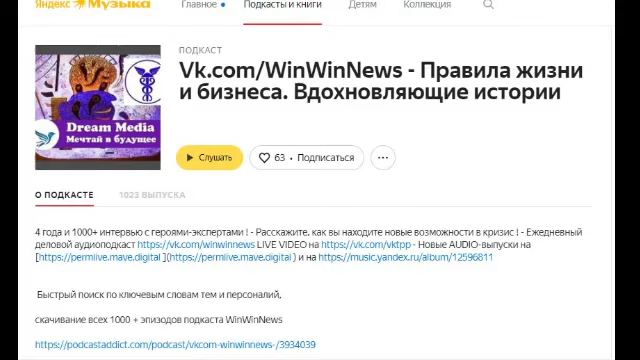 Яндекс Музыка
Главное
Подкасты и книги
Детям
Коллекция
ПОДКАСТ
Vk.com/WinWinNews - Правила жизни
и бизнеса. Вдохновляющие истории
Dream Media
Мечтай в будущее
Слушать
63 • Подписаться
О ПОДКАСТЕ
1023 ВЫПУСКА
4 года и 1000+ интервью с героями-экспертами ! - Расскажите, как вы находите новые возможности в кризис ! - Ежедневный
деловой аудиоподкаст https://vk.com/winwinnews LIVE VIDEO на https://vk.com/vktpp - Новые AUDIO-выпуски на
[https://permlive.mave.digital ](https://permlive.mave.digital ) и на https://music.yandex.ru/album/12596811
Быстрый поиск по ключевым словам тем и персоналий,
скачивание всех 1000 + эпизодов подкаста WinWinNews
https://podcastaddict.com/podcast/vkcom-winwinnews-/3934039